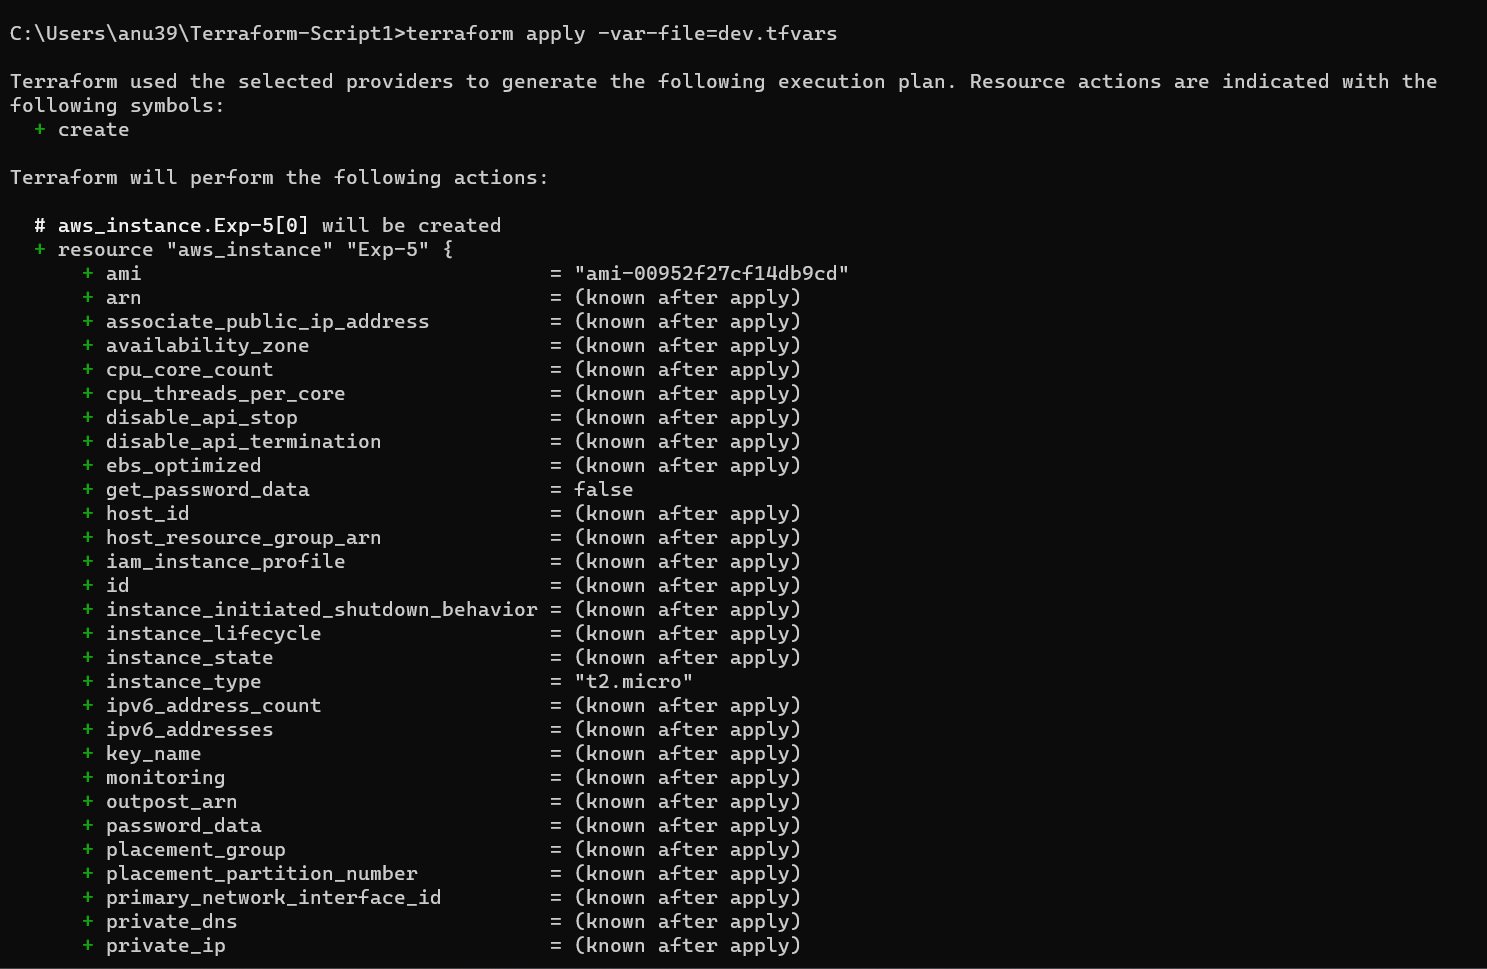 C:\Users\anu39\Terraform-Script1>terraform apply -var-file=dev.tfvars
Terraform used the selected providers to generate the following execution plan. Resource actions are indicated with the
following symbols:
  + create
Terraform will perform the following actions:
  # aws_instance.Exp-5[0] will be created
  + resource "aws_instance" "Exp-5" {
      + ami                                  = "ami-00952f27cf14db9cd"
      + arn                                  = (known after apply)
      + associate_public_ip_address          = (known after apply)
      + availability_zone                    = (known after apply)
      + cpu_core_count                       = (known after apply)
      + cpu_threads_per_core                 = (known after apply)
      + disable_api_stop                     = (known after apply)
      + disable_api_termination              = (known after apply)
      + ebs_optimized                        = (known after apply)
      + get_password_data                    = false
      + host_id                              = (known after apply)
      + host_resource_group_arn              = (known after apply)
      + iam_instance_profile                 = (known after apply)
      + id                                   = (known after apply)
      + instance_initiated_shutdown_behavior = (known after apply)
      + instance_lifecycle                   = (known after apply)
      + instance_state                       = (known after apply)
      + instance_type                        = "t2.micro"
      + ipv6_address_count                   = (known after apply)
      + ipv6_addresses                       = (known after apply)
      + key_name                             = (known after apply)
      + monitoring                           = (known after apply)
      + outpost_arn                          = (known after apply)
      + password_data                        = (known after apply)
      + placement_group                      = (known after apply)
      + placement_partition_number           = (known after apply)
      + primary_network_interface_id         = (known after apply)
      + private_dns                          = (known after apply)
      + private_ip                           = (known after apply)